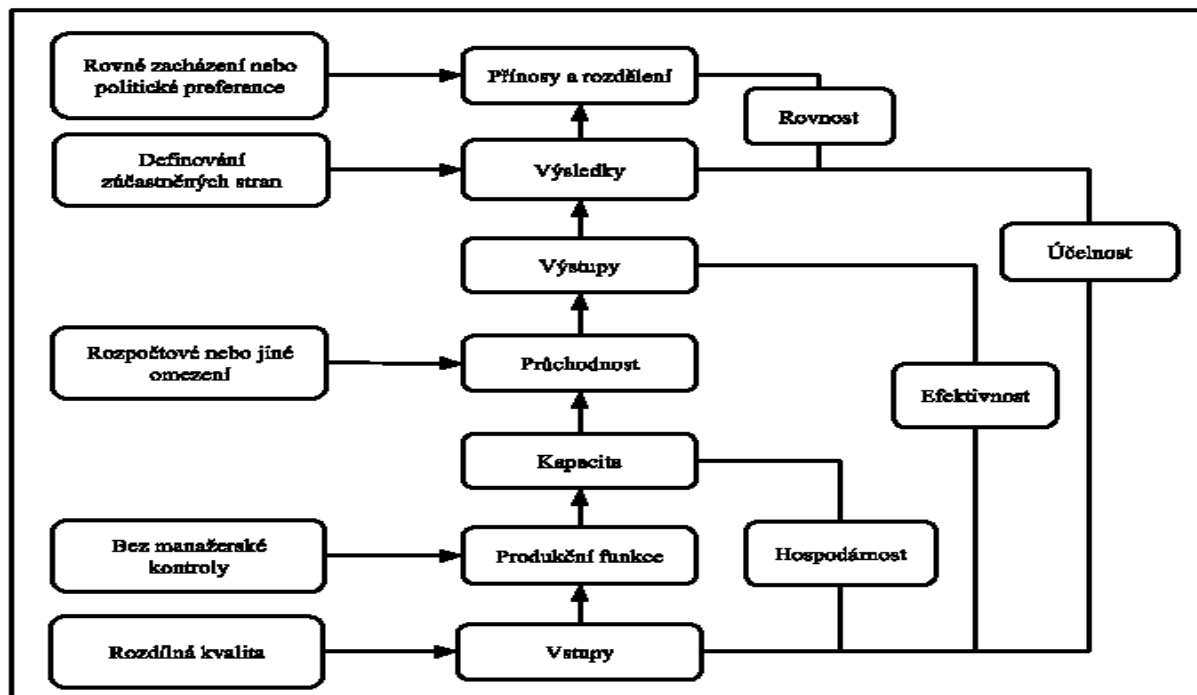 Rovné zacházení nebo
politické preference
Přínosy a rozdělení
Rovnost
Definování
zúčastněných stran
Výsledky
Účelnost
Výstupy
Rozpočtové nebo jiné
omezení
Průchodnost
Efektivnost
Kapacita
Bez manažerské
kontroly
Produkční funkce
Hospodárnost
Rozdílná kvalita
Vstupy